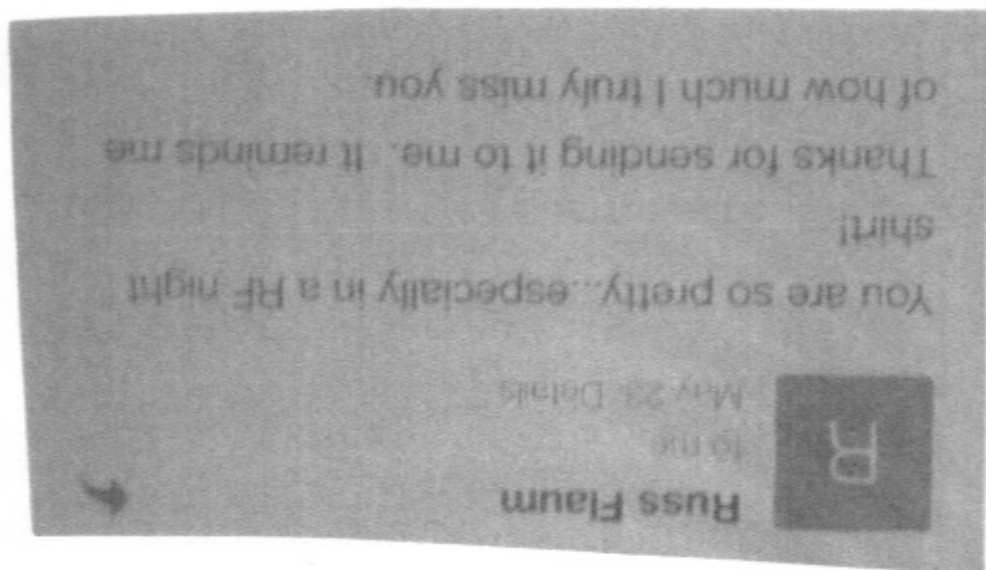 R
Russ Flaum
to me
May 23 Details
You are so pretty...especially in a RF night
shirt!
Thanks for sending it to me. It reminds me
of how much I truly miss you.